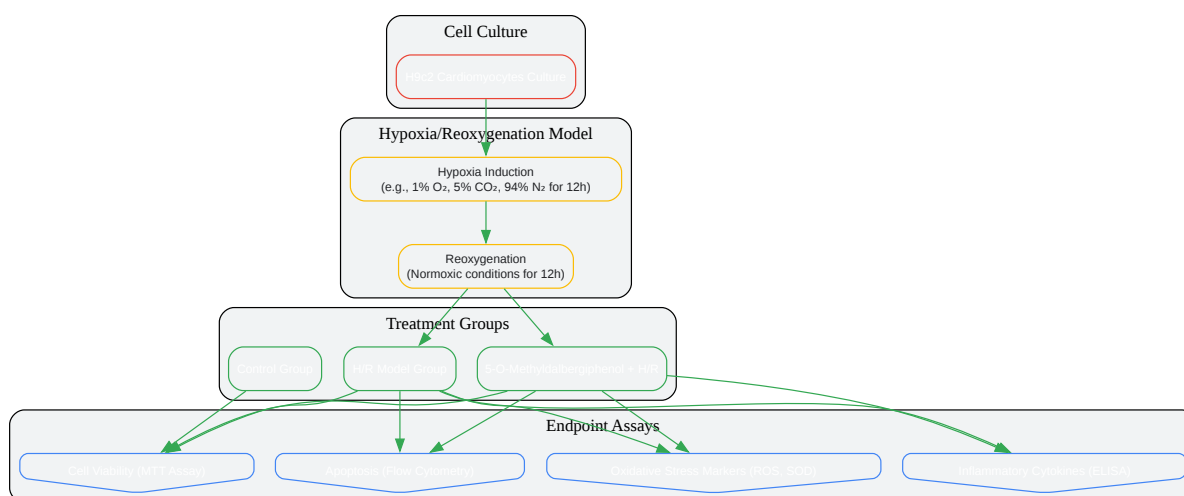 Cell Culture
H9c2 Cardiomyocytes Culture
Hypoxia/Reoxygenation Model
Hypoxia Induction
(e.g., 1% O₂, 5% CO₂, 94% N₂ for 12h)
Reoxygenation
(Normoxic conditions for 12h)
Treatment Groups
Control Group
H/R Model Group
5-O-Methyldalbergiphenol + H/R
Endpoint Assays
Cell Viability (MTT Assay)
Apoptosis (Flow Cytometry)
Oxidative Stress Markers (ROS, SOD)
Inflammatory Cytokines (ELISA)